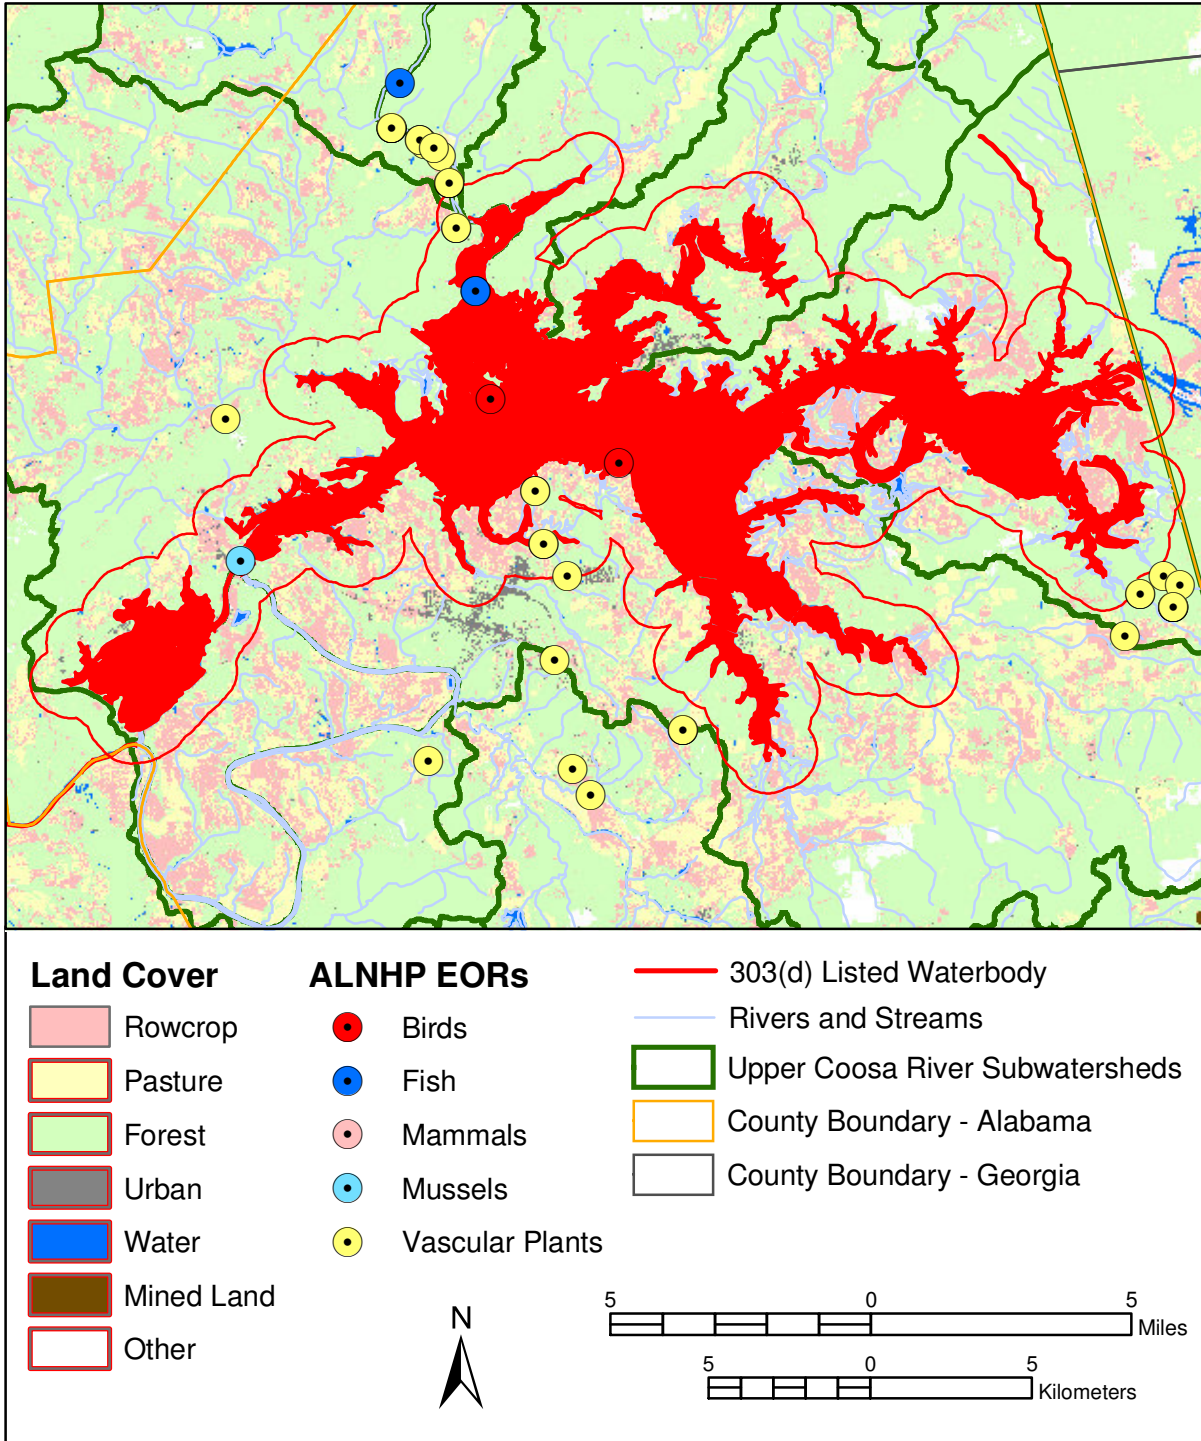 Land Cover
Rowcrop
Pasture
Forest
Urban
Water
Mined Land
Other
ALNHP EORs
Birds
Fish
Mammals
Mussels
Vascular Plants
303(d) Listed Waterbody
Rivers and Streams
Upper Coosa River Subwatersheds
County Boundary - Alabama
County Boundary - Georgia
N
5 0 5
Miles
5 0 5
Kilometers